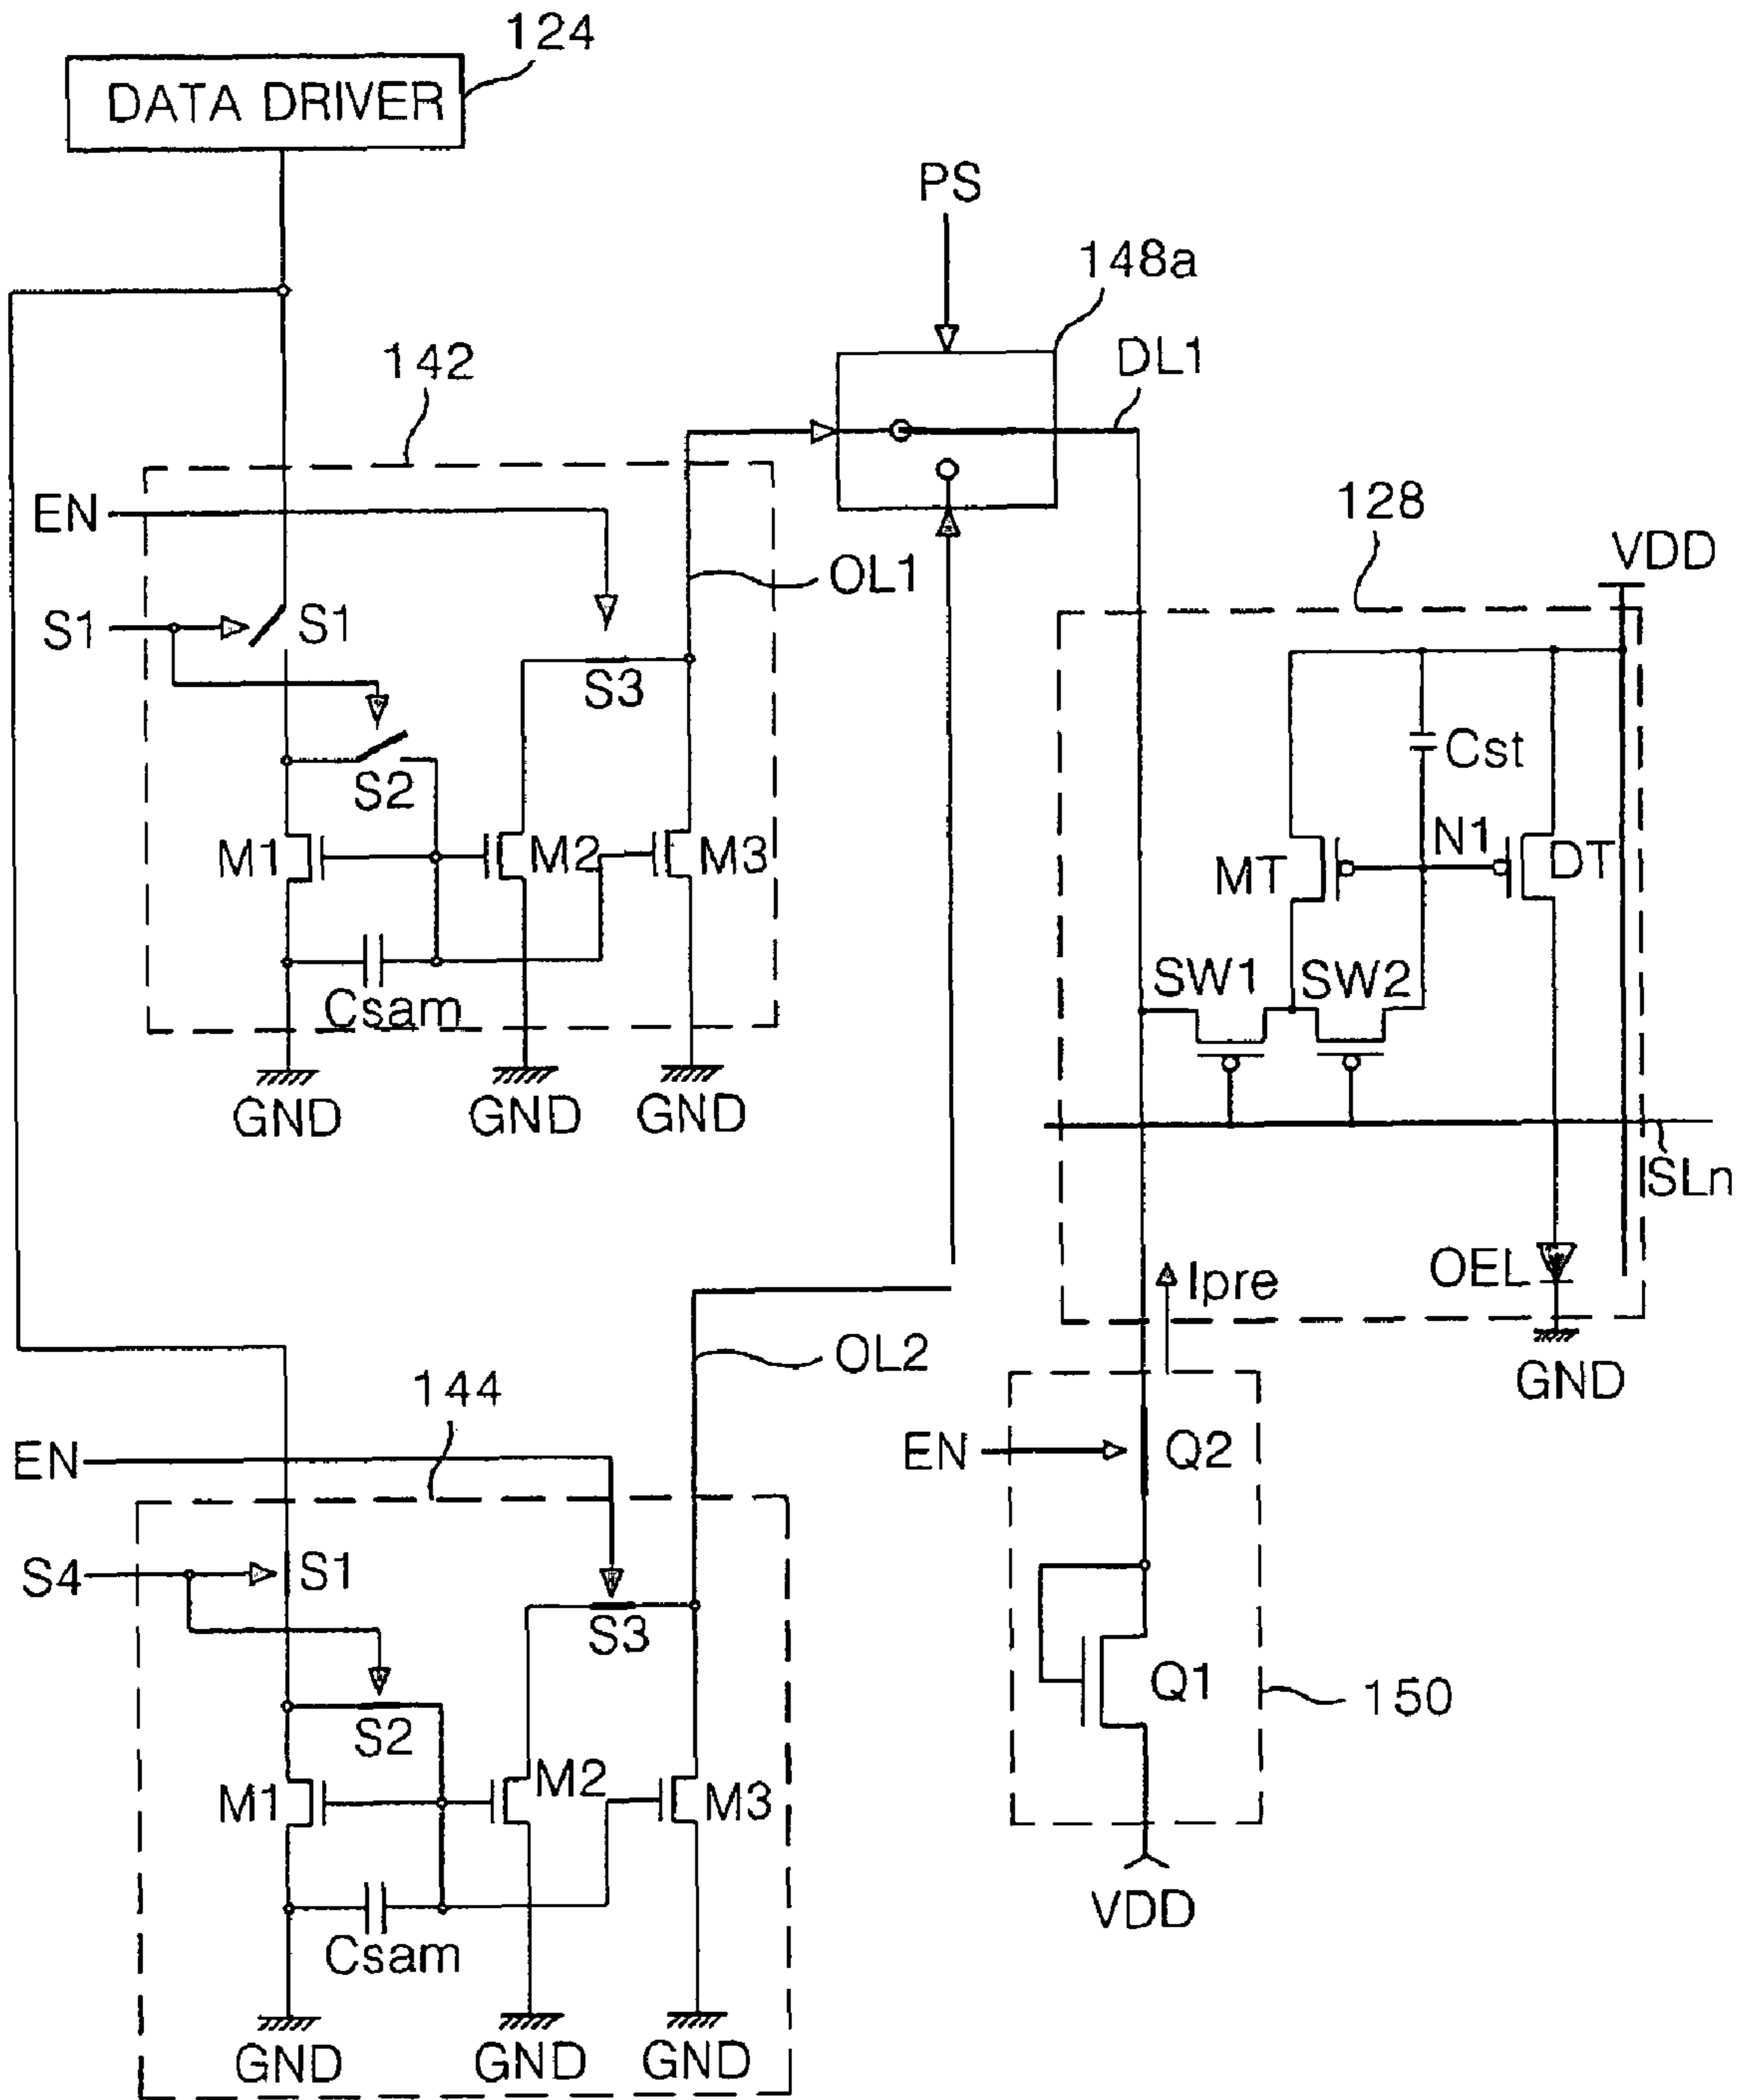 124
DATA DRIVER
PS
148a
DL1
142
EN
OL1
128
VDD
S1
S1
S3
S2
Cst
M1
M2
M3
MT
N1
DT
Csam
SW1
SW2
GND
GND
GND
SLn
OEL
Ipre
OL2
GND
144
EN
EN
Q2
S4
S1
S3
S2
Q1
150
M1
M2
M3
Csam
VDD
GND
GND
GND